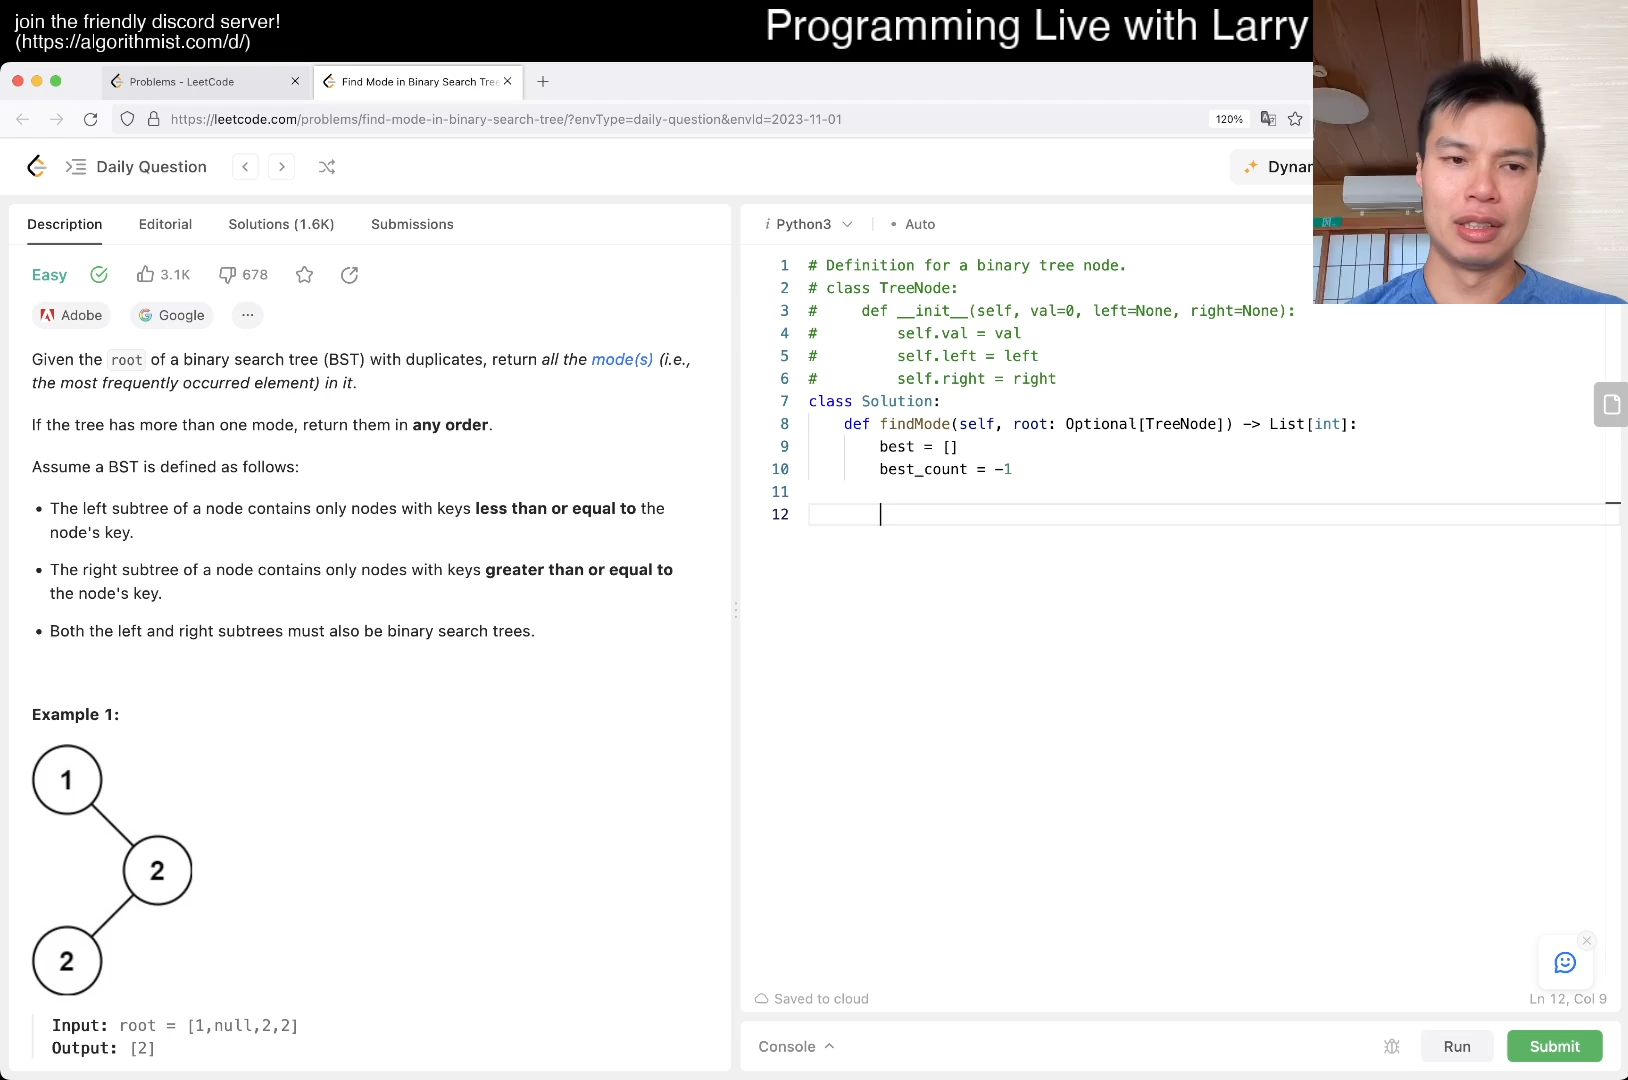 join the friendly discord server!
(https://algorithmist.com/d/)
Programming Live with Larry
Problems - LeetCode
Find Mode in Binary Search Tree
https://leetcode.com/problems/find-mode-in-binary-search-tree/?envType=daily-question&envId=2023-11-01
120%
Daily Question
Dynam
Description
Editorial
Solutions (1.6K)
Submissions
Easy
3.1K
678
Adobe
Google
...
Given the root of a binary search tree (BST) with duplicates, return all the mode(s) (i.e.,
the most frequently occurred element) in it.
If the tree has more than one mode, return them in any order.
Assume a BST is defined as follows:
• The left subtree of a node contains only nodes with keys less than or equal to the
node's key.
• The right subtree of a node contains only nodes with keys greater than or equal to
the node's key.
• Both the left and right subtrees must also be binary search trees.
Example 1:
1
2
2
Input: root = [1,null,2,2]
Output: [2]
i Python3
• Auto
1 # Definition for a binary tree node.
2 # class TreeNode:
3 #     def __init__(self, val=0, left=None, right=None):
4 #         self.val = val
5 #         self.left = left
6 #         self.right = right
7 class Solution:
8     def findMode(self, root: Optional[TreeNode]) -> List[int]:
9         best = []
10         best_count = -1
11
12
Saved to cloud
Ln 12, Col 9
Console
Run
Submit